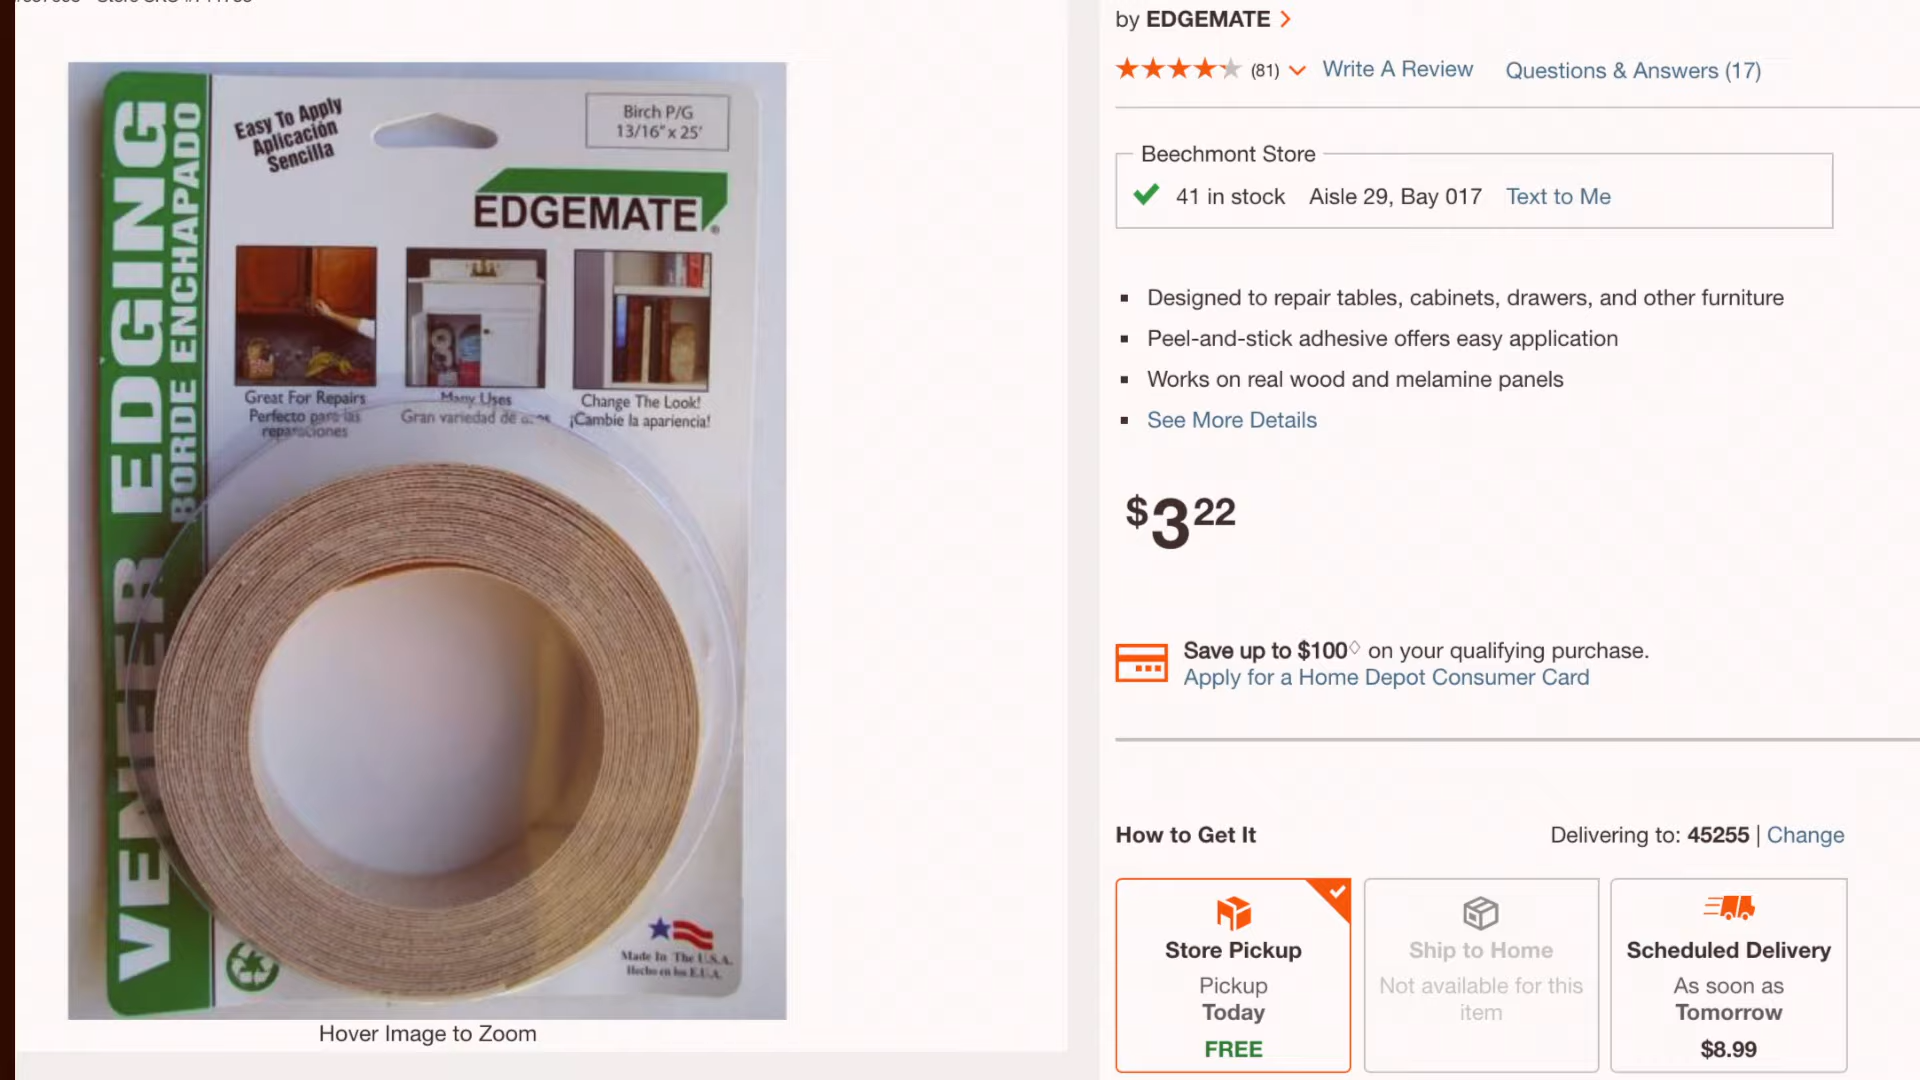 by EDGEMATE
(81)
Write A Review
Questions & Answers (17)
Easy To Apply
Aplicación
Sencilla
Birch P/G
13/16" x 25'
EDGEMATE®
VENEER EDGING
BORDE ENCHAPADO
Great For Repairs
Perfecto para las
reparaciones
Many Uses
Gran variedad de usos
Change The Look!
¡Cambie la apariencia!
Made In The U.S.A.
Hecho en los E.U.A.
Hover Image to Zoom
Beechmont Store
41 in stock Aisle 29, Bay 017 Text to Me
Designed to repair tables, cabinets, drawers, and other furniture
Peel-and-stick adhesive offers easy application
Works on real wood and melamine panels
See More Details
$3 22
Save up to $100◊ on your qualifying purchase.
Apply for a Home Depot Consumer Card
How to Get It
Delivering to: 45255 | Change
Store Pickup
Pickup
Today
FREE
Ship to Home
Not available for this
item
Scheduled Delivery
As soon as
Tomorrow
$8.99